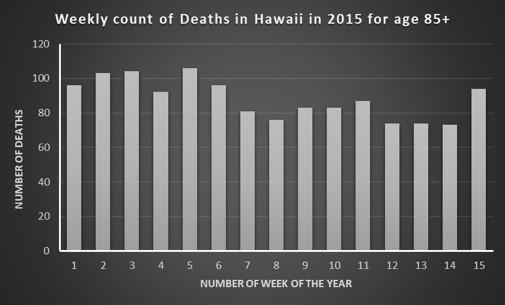 Weekly count of Deaths in Hawaii in 2015 for age 85+
120
100
80
60
40
20
0
NUMBER OF DEATHS
1 2 3 4 5 6 7 8 9 10 11 12 13 14 15
NUMBER OF WEEK OF THE YEAR